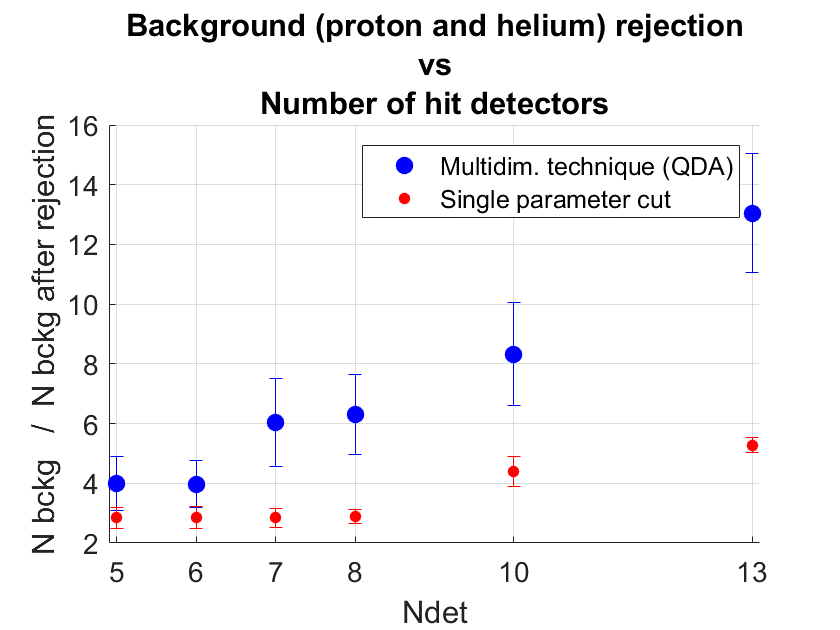 Background (proton and helium) rejection
vs
Number of hit detectors
N bckg / N bckg after rejection
16
14
12
10
8
6
4
2
Multidim. technique (QDA)
Single parameter cut
5 6 7 8 10 13
Ndet